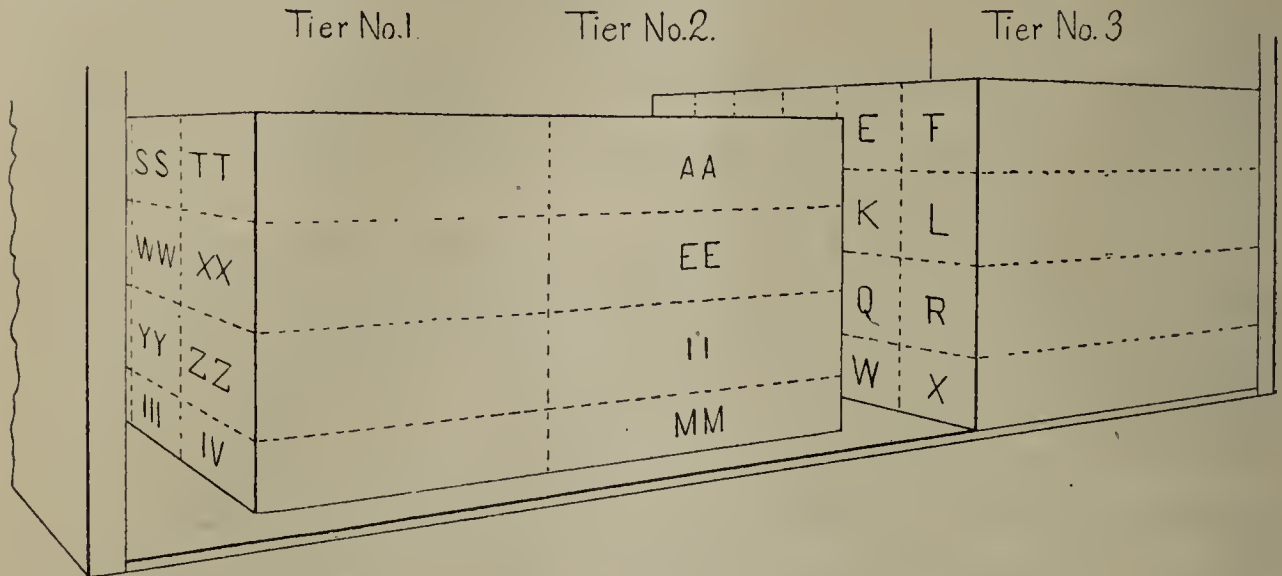 Tier No.1. Tier No.2. Tier No. 3
SS TT AA E F
WW XX EE K L
YY ZZ II Q R
III IV MM W X